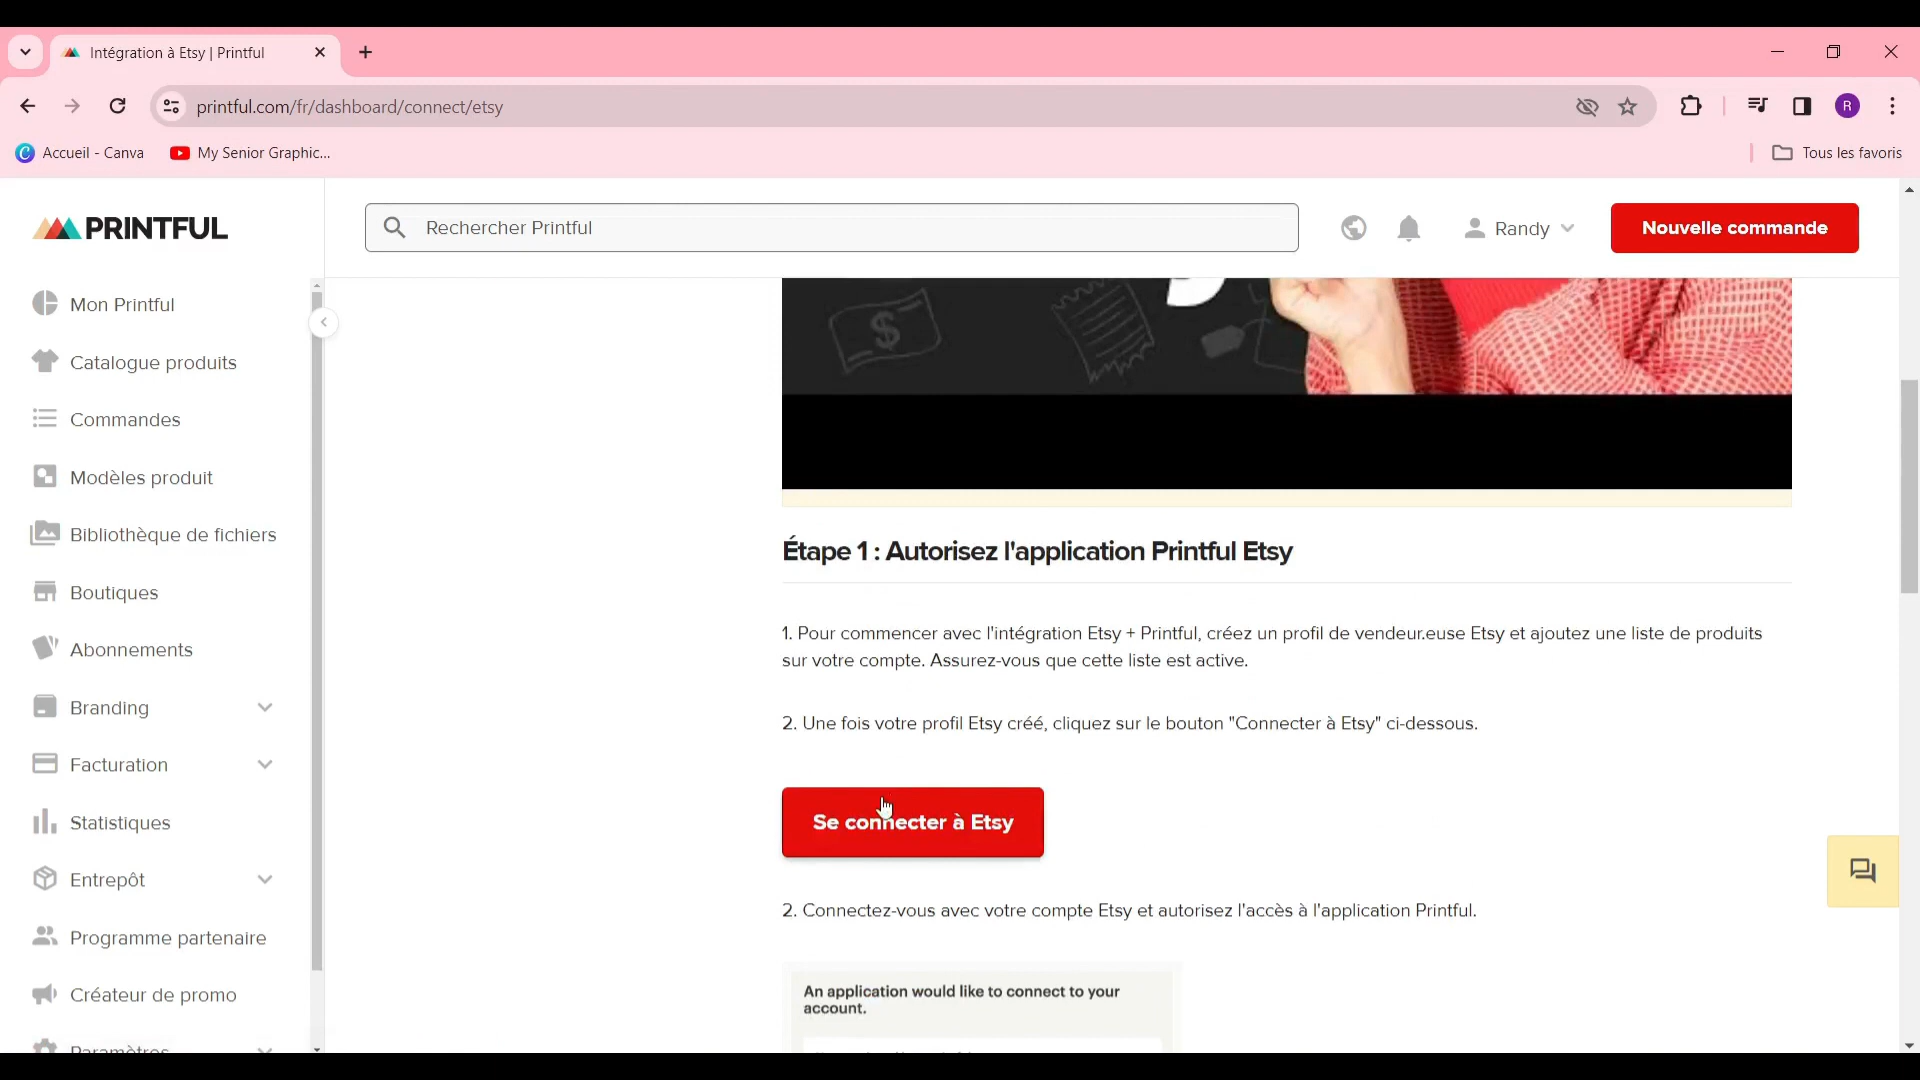 Intégration à Etsy | Printful
printful.com/fr/dashboard/connect/etsy
R
Accueil - Canva
My Senior Graphic...
Tous les favoris
PRINTFUL
Rechercher Printful
Randy
Nouvelle commande
Mon Printful
Catalogue produits
Commandes
Modèles produit
Bibliothèque de fichiers
Boutiques
Abonnements
Branding
Facturation
Statistiques
Entrepôt
Programme partenaire
Créateur de promo
Paramètres
$
Étape 1 : Autorisez l'application Printful Etsy
1. Pour commencer avec l'intégration Etsy + Printful, créez un profil de vendeur.euse Etsy et ajoutez une liste de produits
sur votre compte. Assurez-vous que cette liste est active.
2. Une fois votre profil Etsy créé, cliquez sur le bouton "Connecter à Etsy" ci-dessous.
Se connecter à Etsy
2. Connectez-vous avec votre compte Etsy et autorisez l'accès à l'application Printful.
An application would like to connect to your
account.